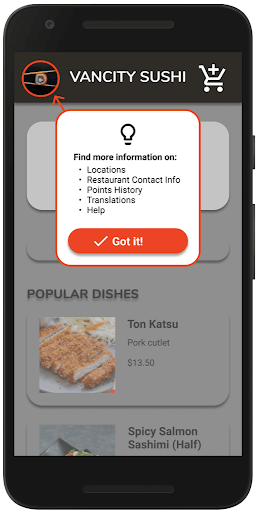 VANCITY SUSHI
Find more information on:
• Locations
• Restaurant Contact Info
• Points History
• Translations
• Help
Got it!
POPULAR DISHES
Ton Katsu
Pork cutlet
$13.50
Spicy Salmon
Sashimi (Half)